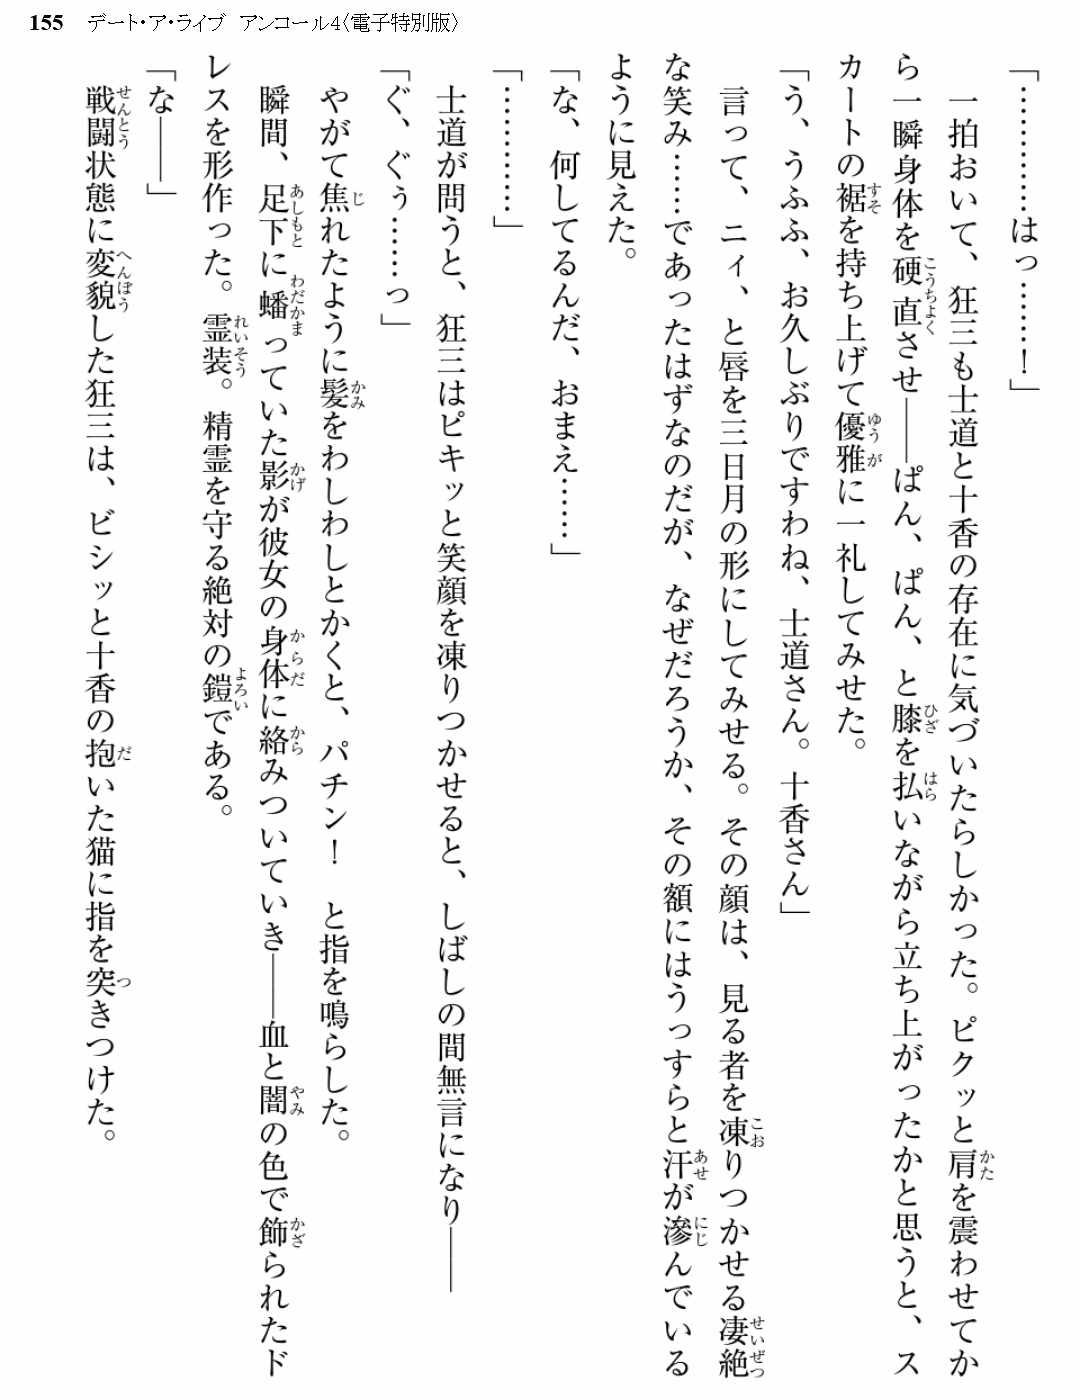 155 デート・ア・ライブ　アンコール4〈電子特別版〉
「…………はっ……！」
　一拍おいて、狂三も士道と十香の存在に気づいたらしかった。ピクッと肩を震わせてか
ら一瞬身体を硬直させ――ぱん、ぱん、と膝を払いながら立ち上がったかと思うと、ス
カートの裾を持ち上げて優雅に一礼してみせた。
「う、うふふ、お久しぶりですわね、士道さん。十香さん」
　言って、ニィ、と唇を三日月の形にしてみせる。その顔は、見る者を凍りつかせる凄絶
な笑み……であったはずなのだが、なぜだろうか、その額にはうっすらと汗が滲んでいる
ように見えた。
「な、何してるんだ、おまえ……」
「…………」
　士道が問うと、狂三はピキッと笑顔を凍りつかせると、しばしの間無言になり――
「ぐ、ぐぅ……っ」
　やがて焦れたように髪をわしわしとかくと、パチン！　と指を鳴らした。
　瞬間、足下に蟠っていた影が彼女の身体に絡みついていき――血と闇の色で飾られたド
レスを形作った。霊装。精霊を守る絶対の鎧である。
「な――」
　戦闘状態に変貌した狂三は、ビシッと十香の抱いた猫に指を突きつけた。